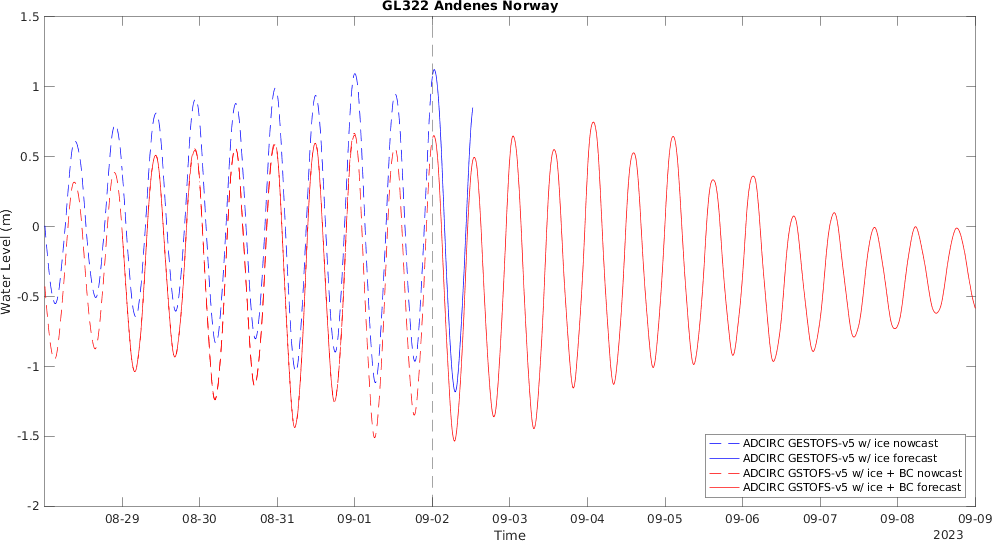 GL322 Andenes Norway
1.5
1
0.5
0
-0.5
-1
-1.5
-2
Water Level (m)
ADCIRC GESTOFS-v5 w/ ice nowcast
ADCIRC GESTOFS-v5 w/ ice forecast
ADCIRC GSTOFS-v5 w/ ice + BC nowcast
ADCIRC GSTOFS-v5 w/ ice + BC forecast
08-29 08-30 08-31 09-01 09-02 09-03 09-04 09-05 09-06 09-07 09-08 09-09
Time
2023